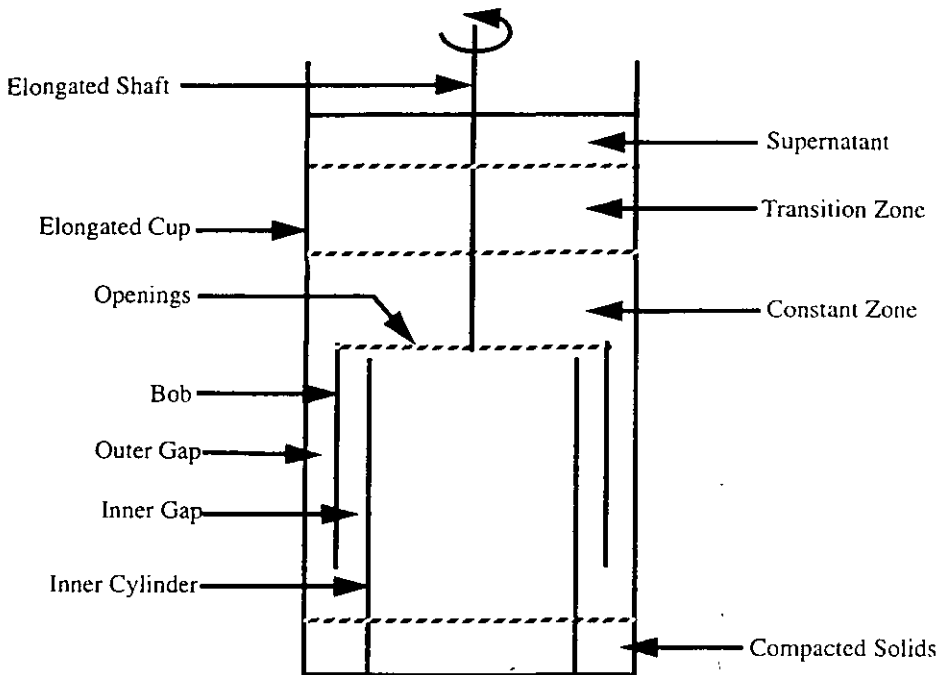 Elongated Shaft
Supernatant
Transition Zone
Elongated Cup
Openings
Constant Zone
Bob
Outer Gap
Inner Gap
Inner Cylinder
Compacted Solids